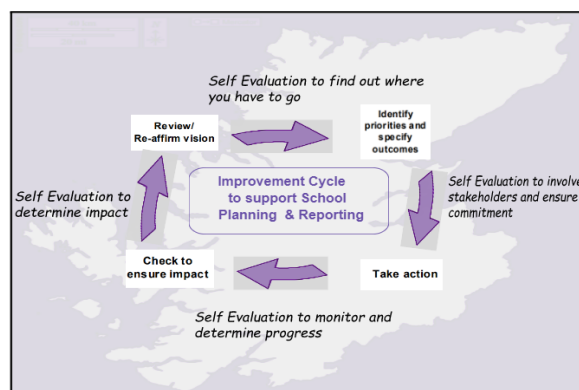 Self Evaluation to find out where
you have to go
Review/
Re-affirm vision
Identify
priorities and
specify
outcomes
Self Evaluation to
determine impact
Improvement Cycle
to support School
Planning & Reporting
Self Evaluation to involve
stakeholders and ensure
commitment
Check to
ensure impact
Take action
Self Evaluation to monitor and
determine progress